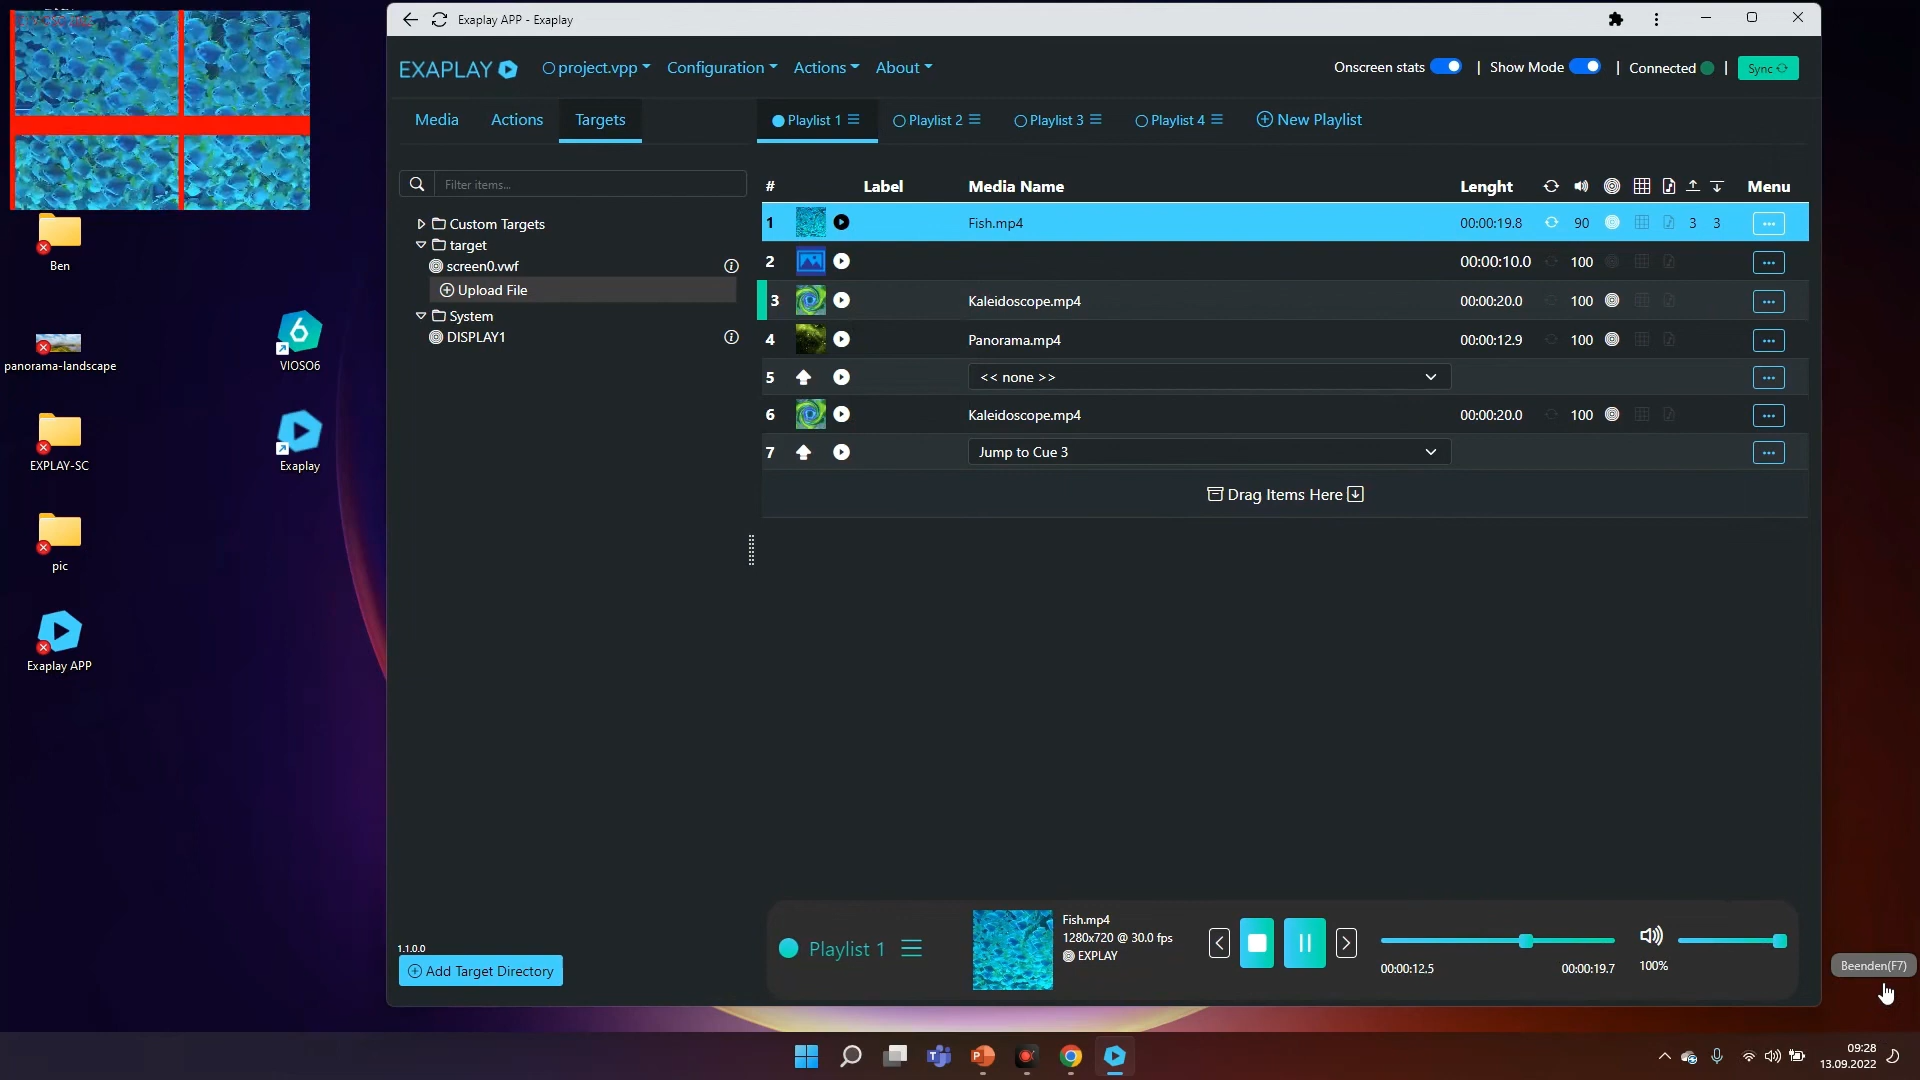 Exaplay APP - Exaplay
EXAPLAY
project.vpp
Configuration
Actions
About
Onscreen stats
| Show Mode
| Connected
|
Sync
Media
Actions
Targets
Playlist 1
Playlist 2
Playlist 3
Playlist 4
New Playlist
Filter items...
Custom Targets
target
screen0.vwf
Upload File
System
DISPLAY1
# Label Media Name Lenght Menu
1 Fish.mp4 00:00:19.8 90 3 3 ...
2 00:00:10.0 100 ...
3 Kaleidoscope.mp4 00:00:20.0 100 ...
4 Panorama.mp4 00:00:12.9 100 ...
5 << none >> ...
6 Kaleidoscope.mp4 00:00:20.0 100 ...
7 Jump to Cue 3 ...
Drag Items Here
Ben
panorama-landscape
VIOSO6
EXPLAY-SC
Exaplay
pic
Exaplay APP
1.1.0.0
Add Target Directory
Playlist 1
Fish.mp4
1280x720 @ 30.0 fps
EXPLAY
00:00:12.5
00:00:19.7
100%
Beenden(F7)
09:28
13.09.2022